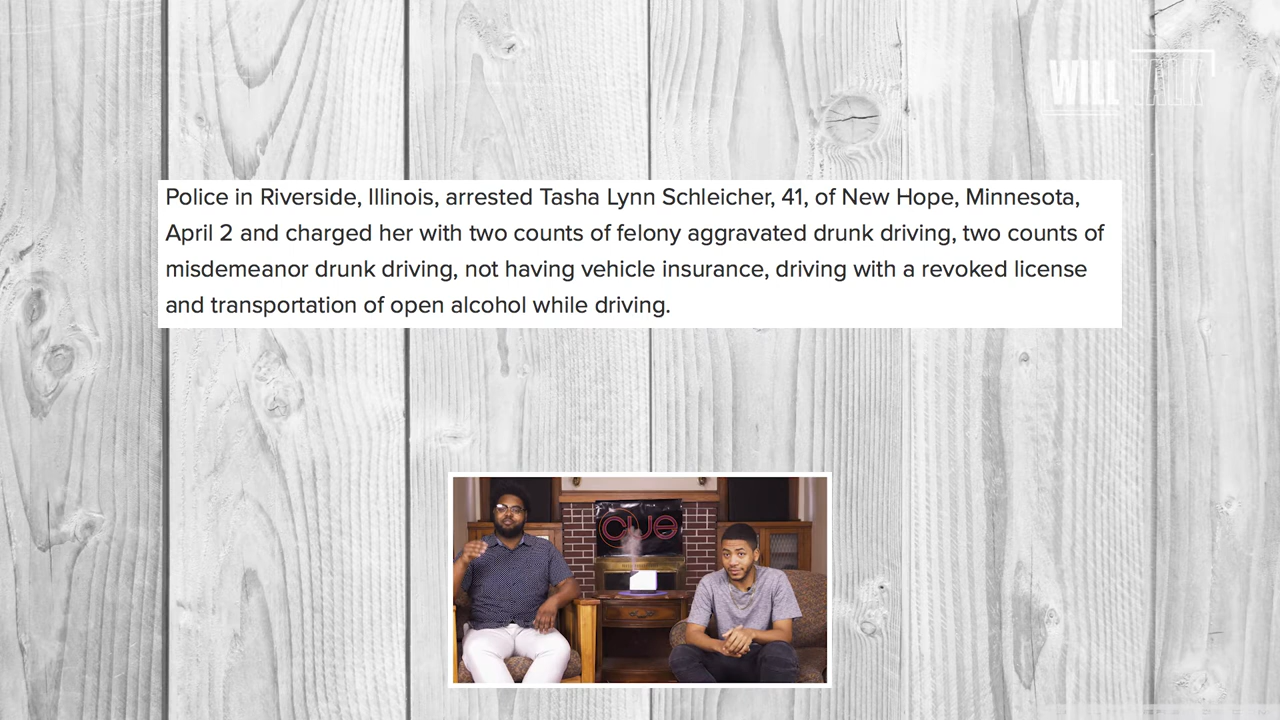 WILL TALK
Police in Riverside, Illinois, arrested Tasha Lynn Schleicher, 41, of New Hope, Minnesota,
April 2 and charged her with two counts of felony aggravated drunk driving, two counts of
misdemeanor drunk driving, not having vehicle insurance, driving with a revoked license
and transportation of open alcohol while driving.
CUE